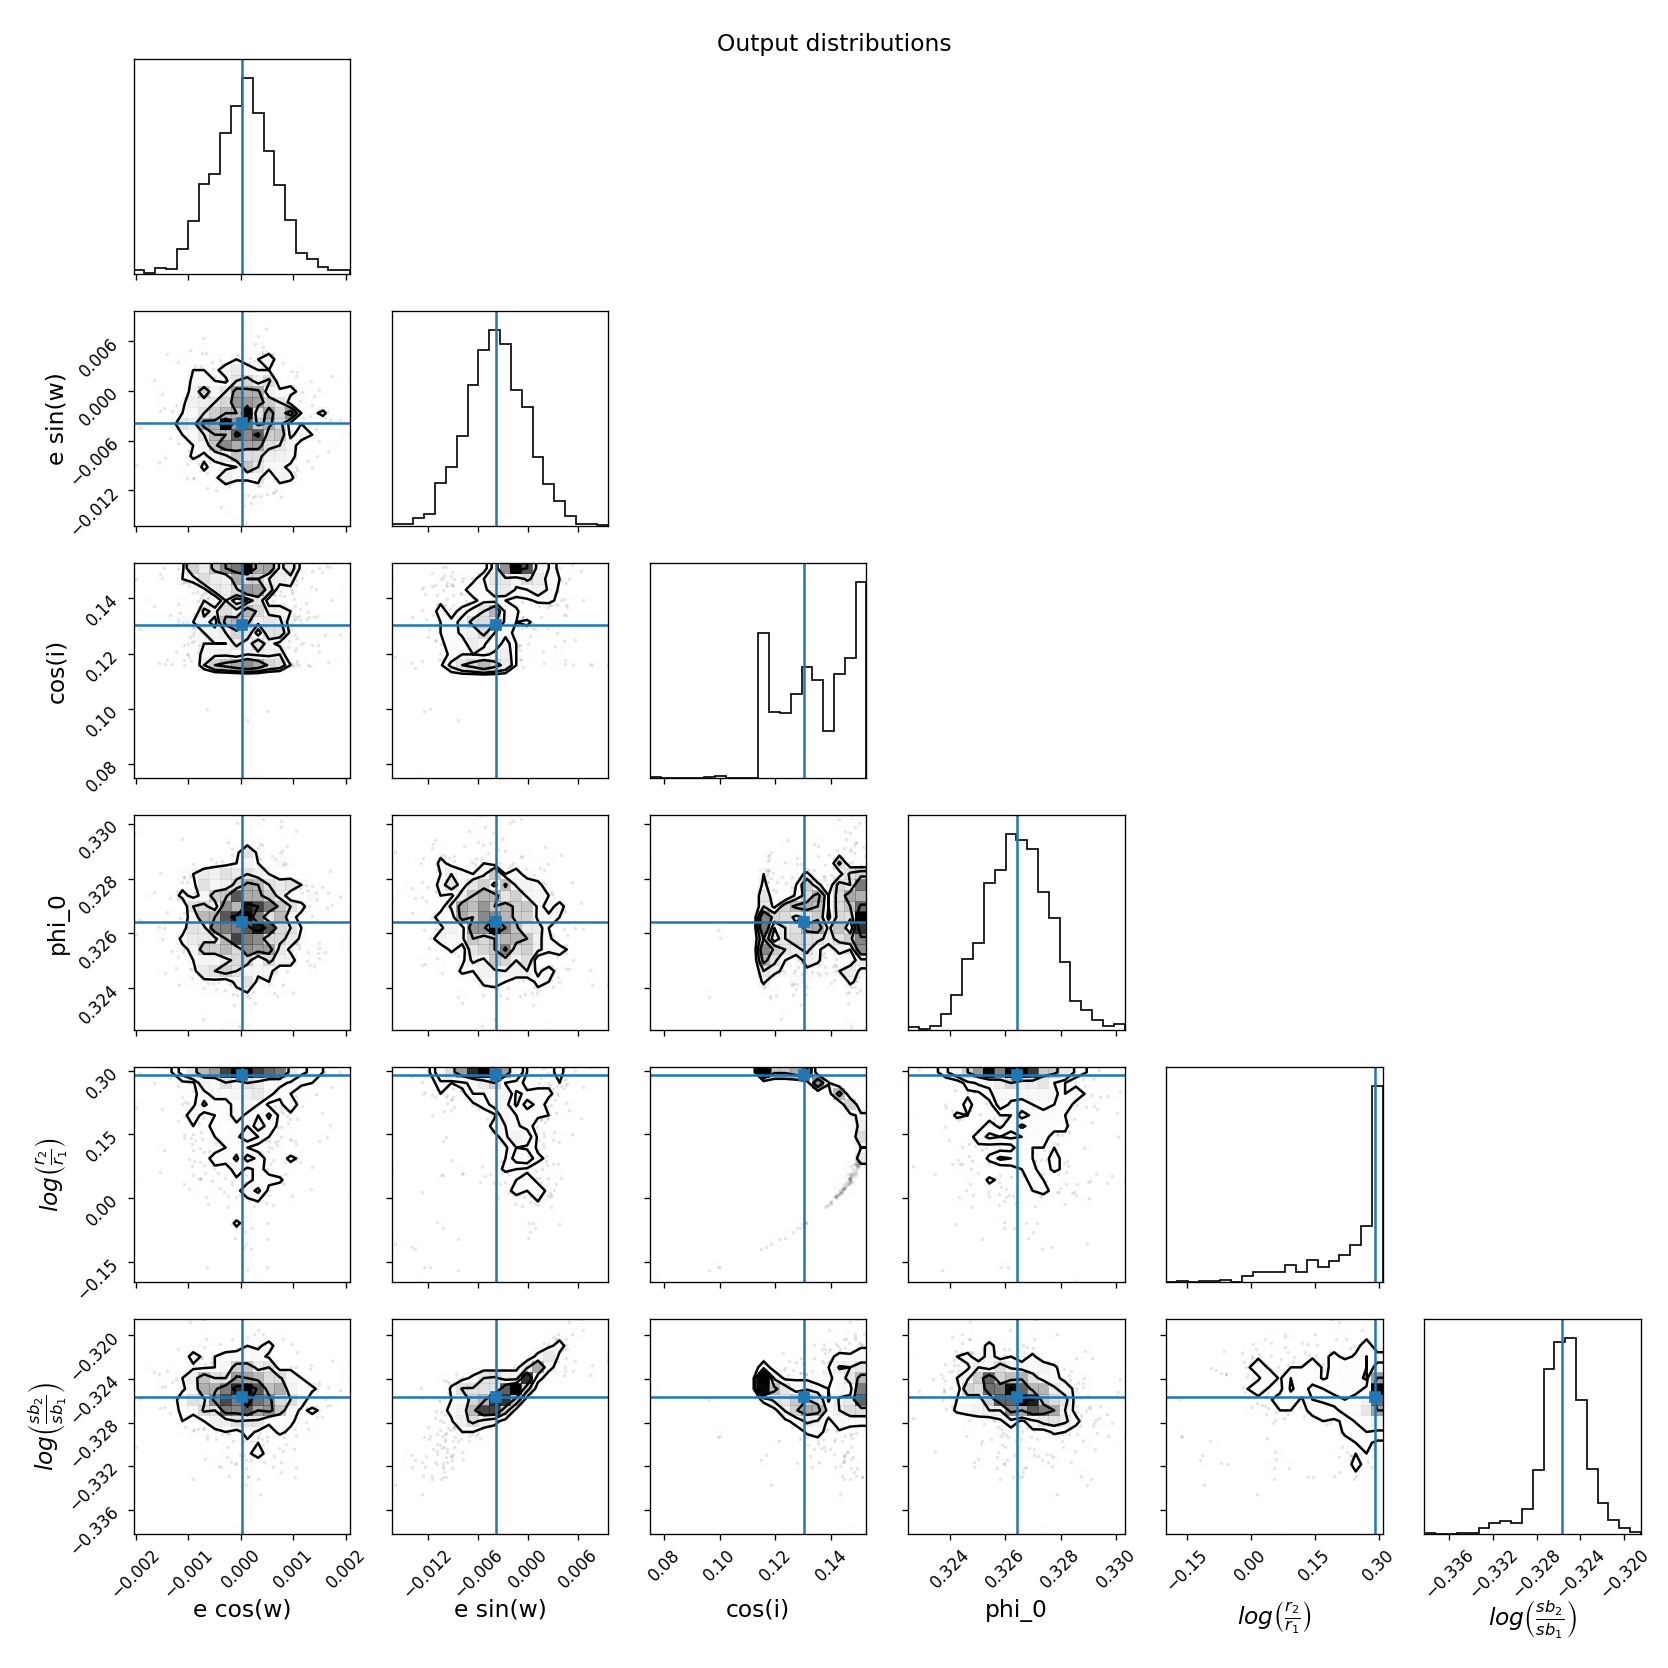 Output distributions
e sin(w)
0.006
0.000
−0.006
−0.012
cos(i)
0.14
0.12
0.10
0.08
phi_0
0.330
0.328
0.326
0.324
log(r₂/r₁)
0.30
0.15
0.00
−0.15
log(sb₂/sb₁)
−0.320
−0.324
−0.328
−0.332
−0.336
−0.002 −0.001 0.000 0.001 0.002
−0.012 −0.006 0.000 0.006
0.08 0.10 0.12 0.14
0.324 0.326 0.328 0.330
−0.15 0.00 0.15 0.30
−0.336 −0.332 −0.328 −0.324 −0.320
e cos(w) e sin(w) cos(i) phi_0 log(r₂/r₁) log(sb₂/sb₁)